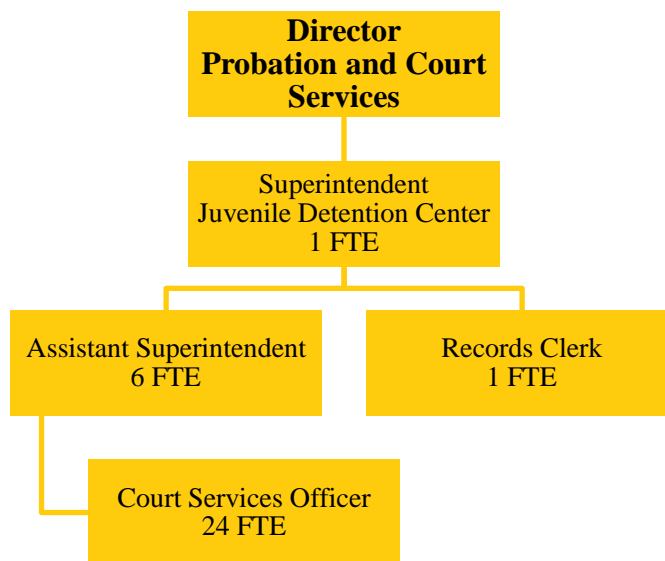 Director
Probation and Court
Services
Superintendent
Juvenile Detention Center
1 FTE
Assistant Superintendent
6 FTE
Records Clerk
1 FTE
Court Services Officer
24 FTE